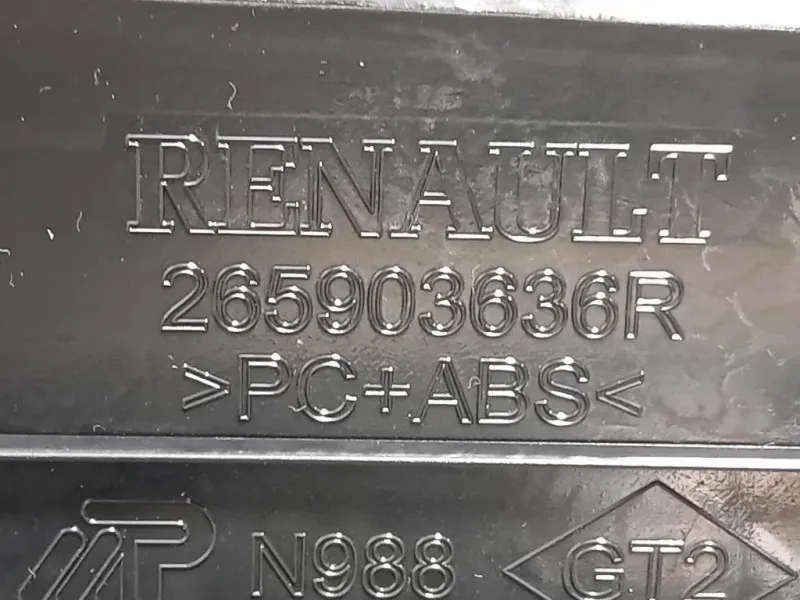 RENAULT
265903636R
>PC+ABS<
N988 GT2